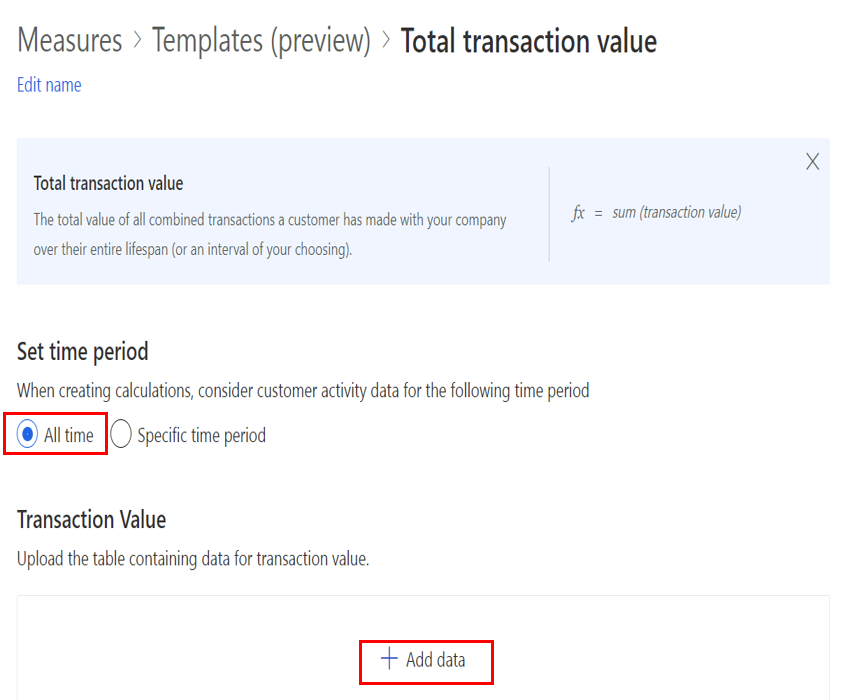 Measures > Templates (preview) > Total transaction value
Edit name
Total transaction value
The total value of all combined transactions a customer has made with your company
over their entire lifespan (or an interval of your choosing).
fx = sum (transaction value)
Set time period
When creating calculations, consider customer activity data for the following time period
All time Specific time period
Transaction Value
Upload the table containing data for transaction value.
+ Add data